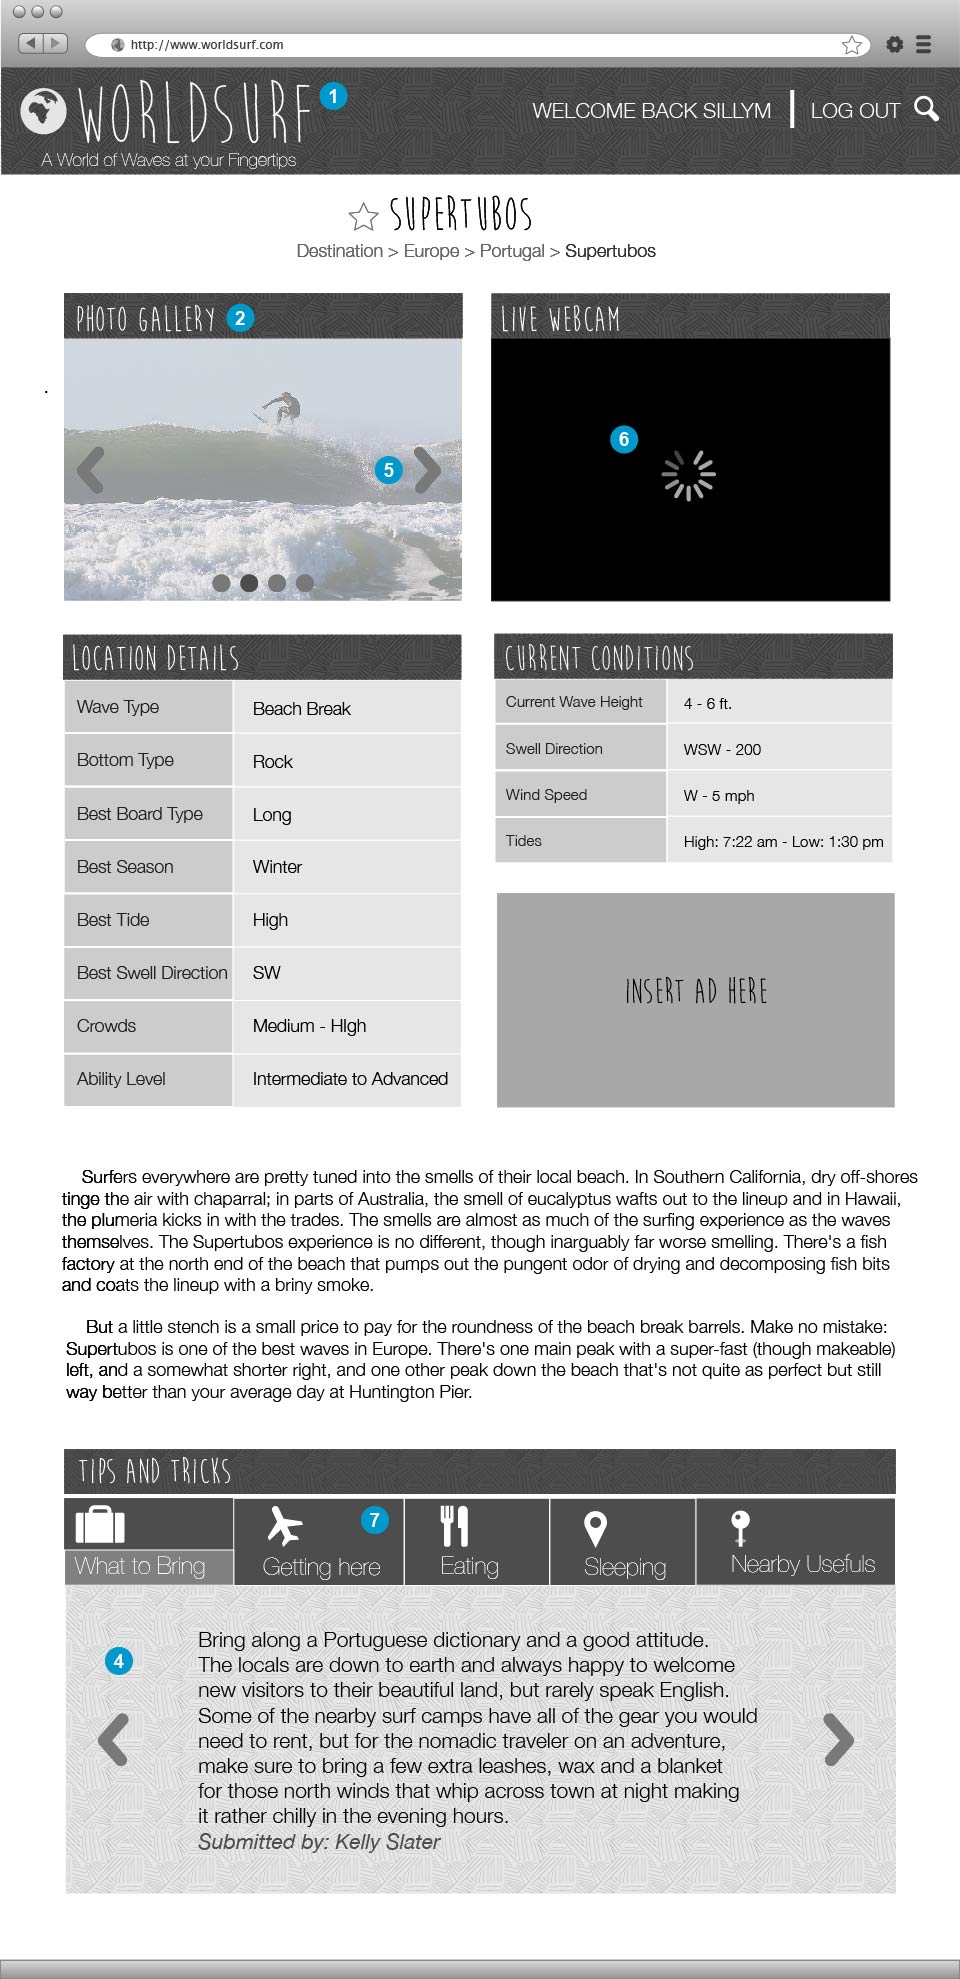 http://www.worldsurf.com
WORLDSURF 1
A World of Waves at your Fingertips
WELCOME BACK SILLYM
LOG OUT
SUPERTUBOS
Destination > Europe > Portugal > Supertubos
PHOTO GALLERY 2
5
LIVE WEBCAM
6
LOCATION DETAILS
Wave Type Beach Break
Bottom Type Rock
Best Board Type Long
Best Season Winter
Best Tide High
Best Swell Direction SW
Crowds Medium - HIgh
Ability Level Intermediate to Advanced
CURRENT CONDITIONS
Current Wave Height 4 - 6 ft.
Swell Direction WSW - 200
Wind Speed W - 5 mph
Tides High: 7:22 am - Low: 1:30 pm
INSERT AD HERE
Surfers everywhere are pretty tuned into the smells of their local beach. In Southern California, dry off-shores
tinge the air with chaparral; in parts of Australia, the smell of eucalyptus wafts out to the lineup and in Hawaii,
the plumeria kicks in with the trades. The smells are almost as much of the surfing experience as the waves
themselves. The Supertubos experience is no different, though inarguably far worse smelling. There's a fish
factory at the north end of the beach that pumps out the pungent odor of drying and decomposing fish bits
and coats the lineup with a briny smoke.
But a little stench is a small price to pay for the roundness of the beach break barrels. Make no mistake:
Supertubos is one of the best waves in Europe. There's one main peak with a super-fast (though makeable)
left, and a somewhat shorter right, and one other peak down the beach that's not quite as perfect but still
way better than your average day at Huntington Pier.
TIPS AND TRICKS
What to Bring
Getting here
7
Eating
Sleeping
Nearby Usefuls
4
Bring along a Portuguese dictionary and a good attitude.
The locals are down to earth and always happy to welcome
new visitors to their beautiful land, but rarely speak English.
Some of the nearby surf camps have all of the gear you would
need to rent, but for the nomadic traveler on an adventure,
make sure to bring a few extra leashes, wax and a blanket
for those north winds that whip across town at night making
it rather chilly in the evening hours.
Submitted by: Kelly Slater